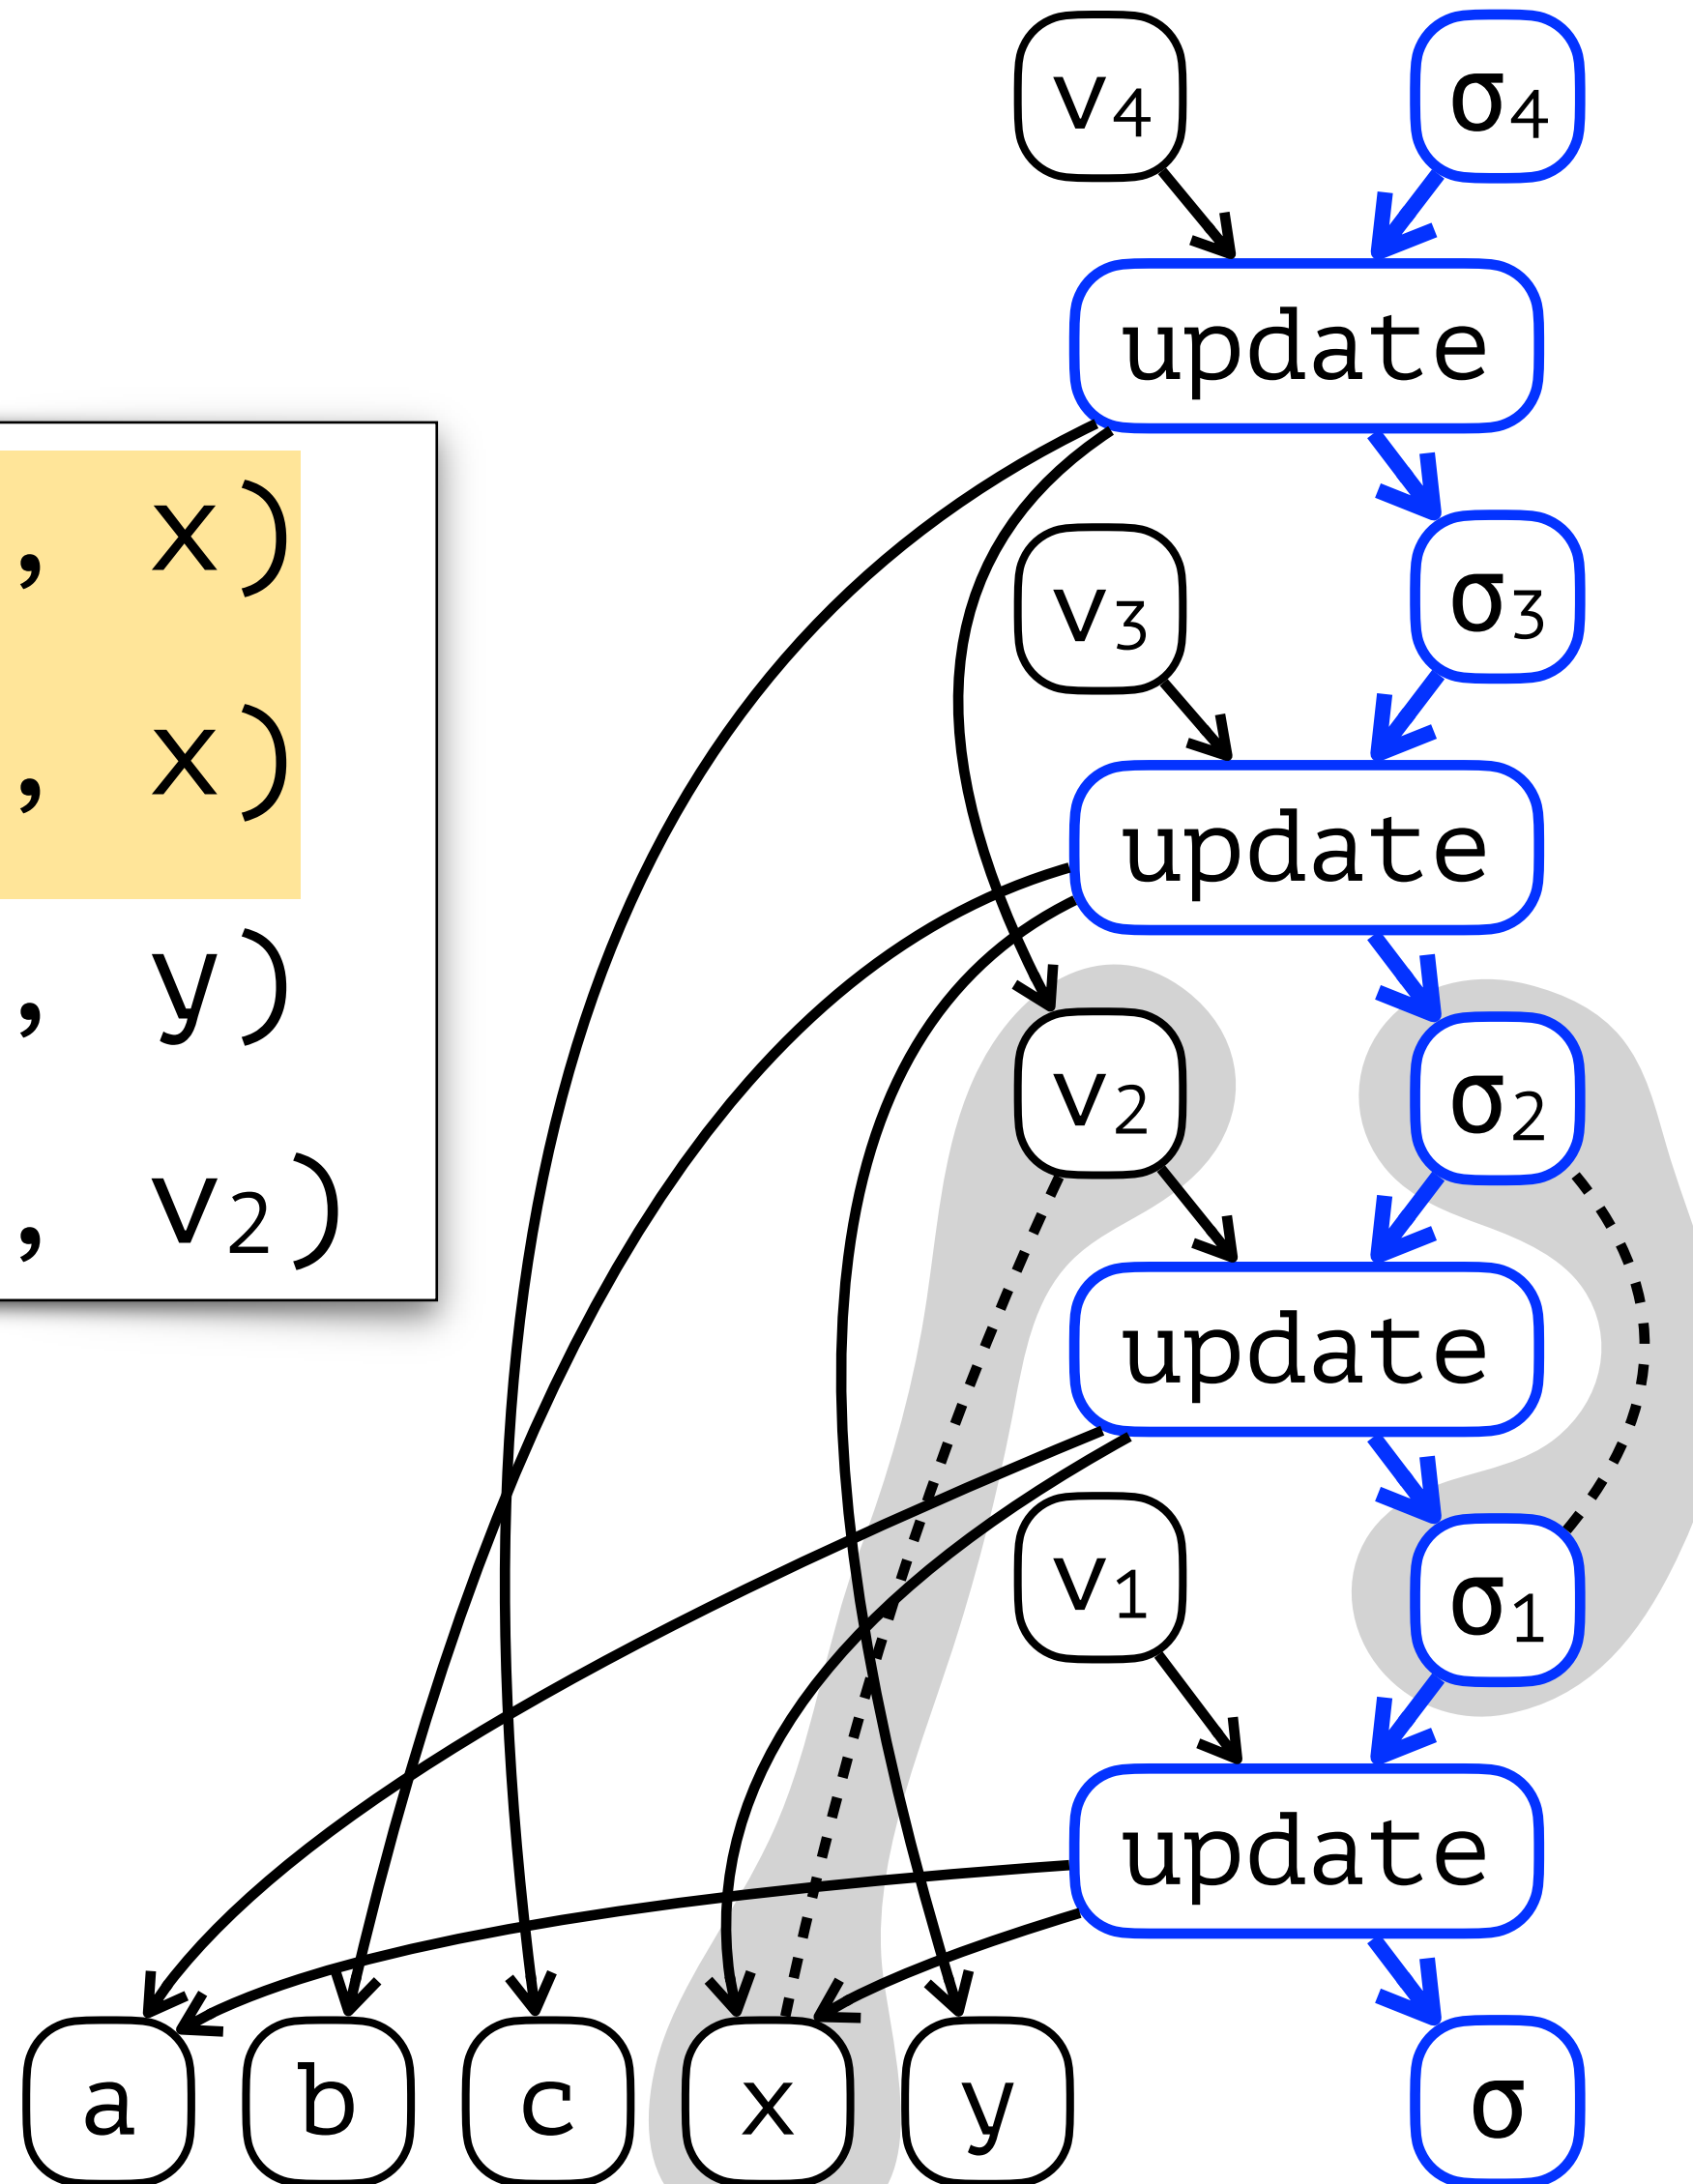 v4 σ4
update
, x)
v3 σ3
, x)
update
, y)
v2 σ2
, v2)
update
v1 σ1
update
a b c x y σ